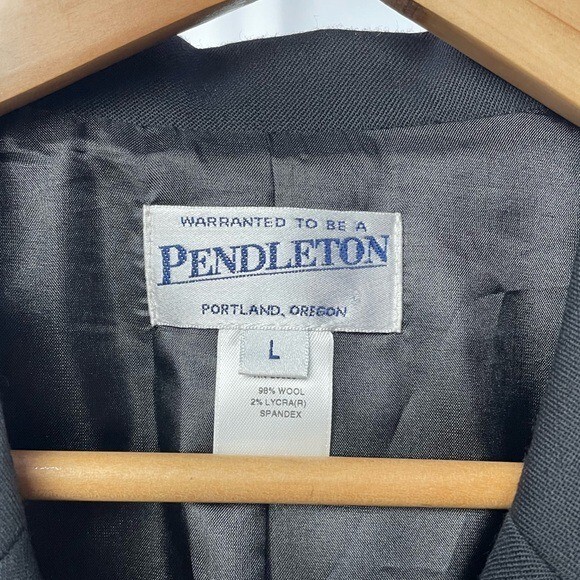 WARRANTED TO BE A
PENDLETON
PORTLAND, OREGON
L
98% WOOL
2% LYCRA(R)
SPANDEX